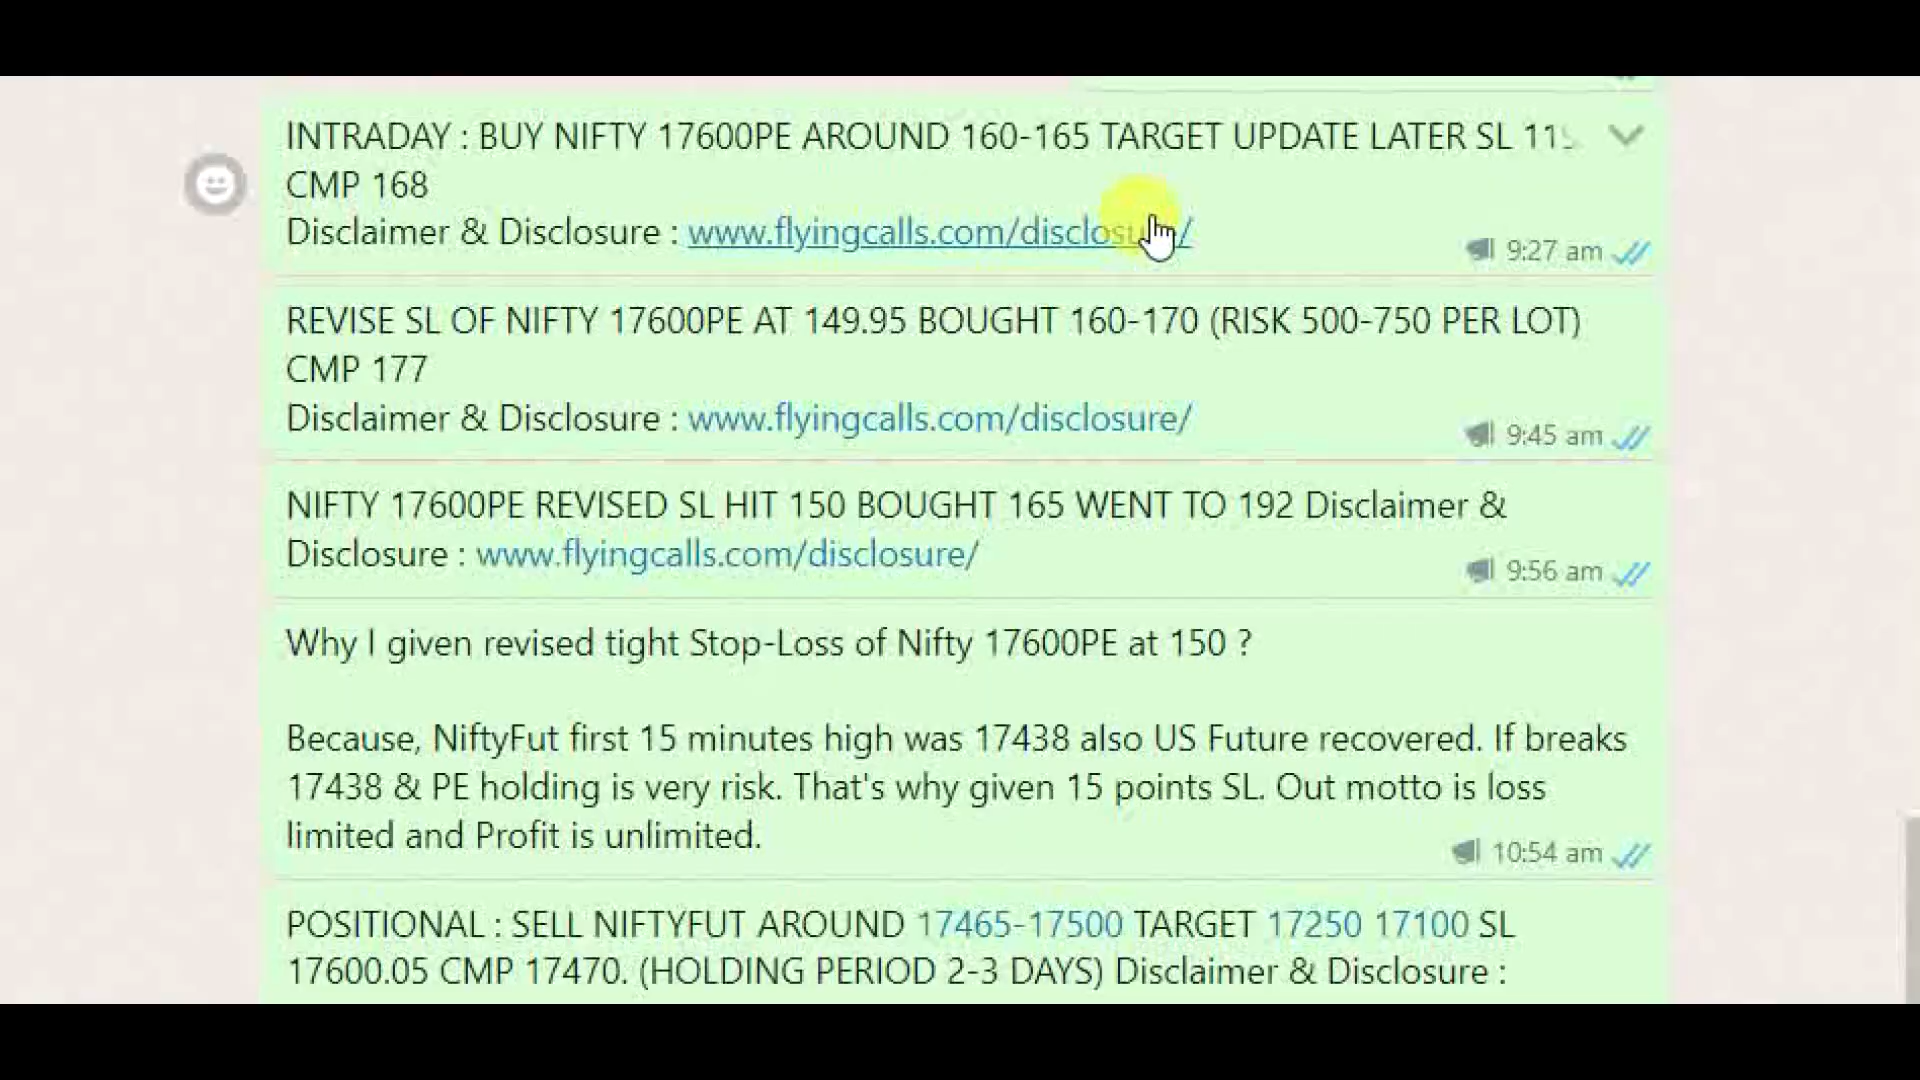 INTRADAY : BUY NIFTY 17600PE AROUND 160-165 TARGET UPDATE LATER SL
CMP 168
Disclaimer & Disclosure : www.flyingcalls.com/disclosure/
9:27 am
REVISE SL OF NIFTY 17600PE AT 149.95 BOUGHT 160-170 (RISK 500-750 PER LOT)
CMP 177
Disclaimer & Disclosure : www.flyingcalls.com/disclosure/
9:45 am
NIFTY 17600PE REVISED SL HIT 150 BOUGHT 165 WENT TO 192 Disclaimer &
Disclosure : www.flyingcalls.com/disclosure/
9:56 am
Why I given revised tight Stop-Loss of Nifty 17600PE at 150 ?
Because, NiftyFut first 15 minutes high was 17438 also US Future recovered. If breaks
17438 & PE holding is very risk. That's why given 15 points SL. Out motto is loss
limited and Profit is unlimited.
10:54 am
POSITIONAL : SELL NIFTYFUT AROUND 17465-17500 TARGET 17250 17100 SL
17600.05 CMP 17470. (HOLDING PERIOD 2-3 DAYS) Disclaimer & Disclosure :